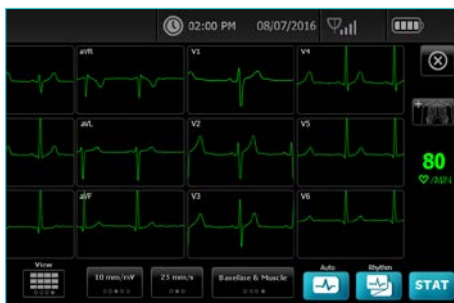 02:00 PM 08/07/2016
aVR V1 V4
aVL V2 V5
80
♡/MIN
aVF V3 V6
View Auto Rhythm
10 mm/mV 25 mm/s Baseline & Muscle STAT